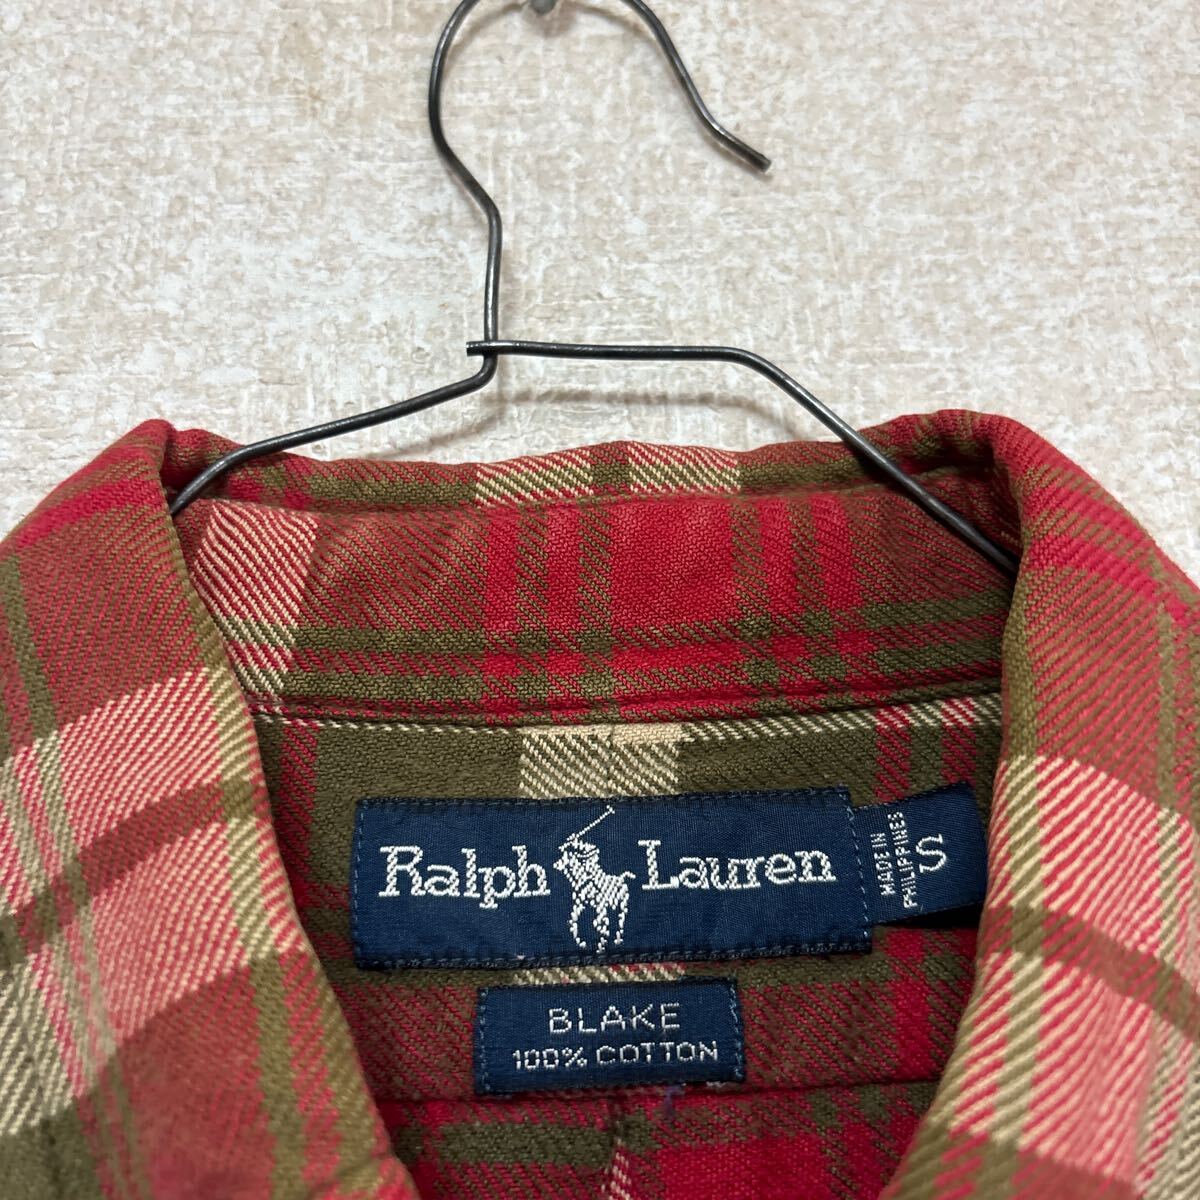 Ralph Lauren
MADE IN
PHILIPPINES
S
BLAKE
100% COTTON